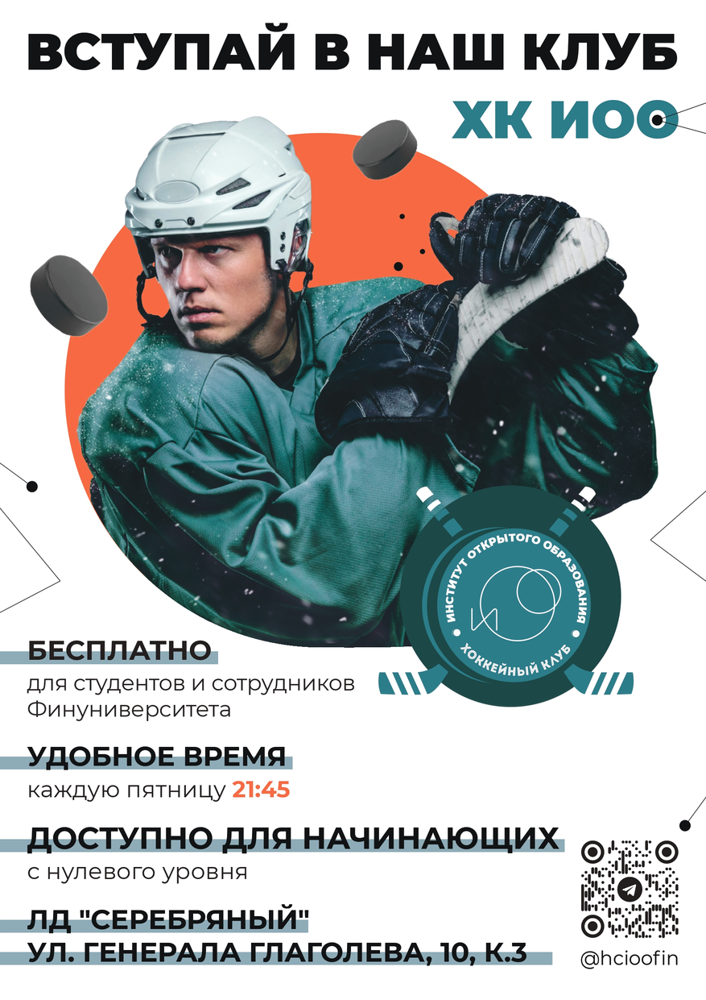 ВСТУПАЙ В НАШ КЛУБ
ХК ИОО
ИНСТИТУТ ОТКРЫТОГО ОБРАЗОВАНИЯ
ИО
ХОККЕЙНЫЙ КЛУБ
БЕСПЛАТНО
для студентов и сотрудников
Финуниверситета
УДОБНОЕ ВРЕМЯ
каждую пятницу 21:45
ДОСТУПНО ДЛЯ НАЧИНАЮЩИХ
с нулевого уровня
ЛД "СЕРЕБРЯНЫЙ"
УЛ. ГЕНЕРАЛА ГЛАГОЛЕВА, 10, К.3
@hcioofin